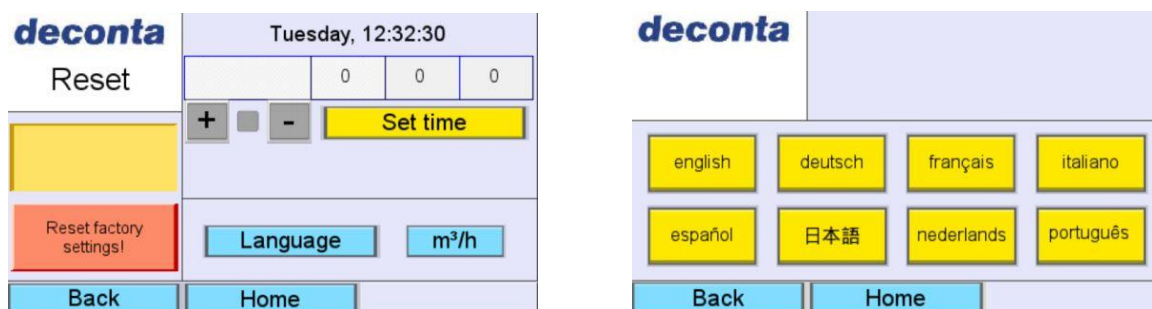 deconta
Reset
Tuesday, 12:32:30
0 0 0
+ -
Set time
Reset factory
settings!
Language
m³/h
Back
Home
deconta
english
deutsch
français
italiano
español
日本語
nederlands
português
Back
Home